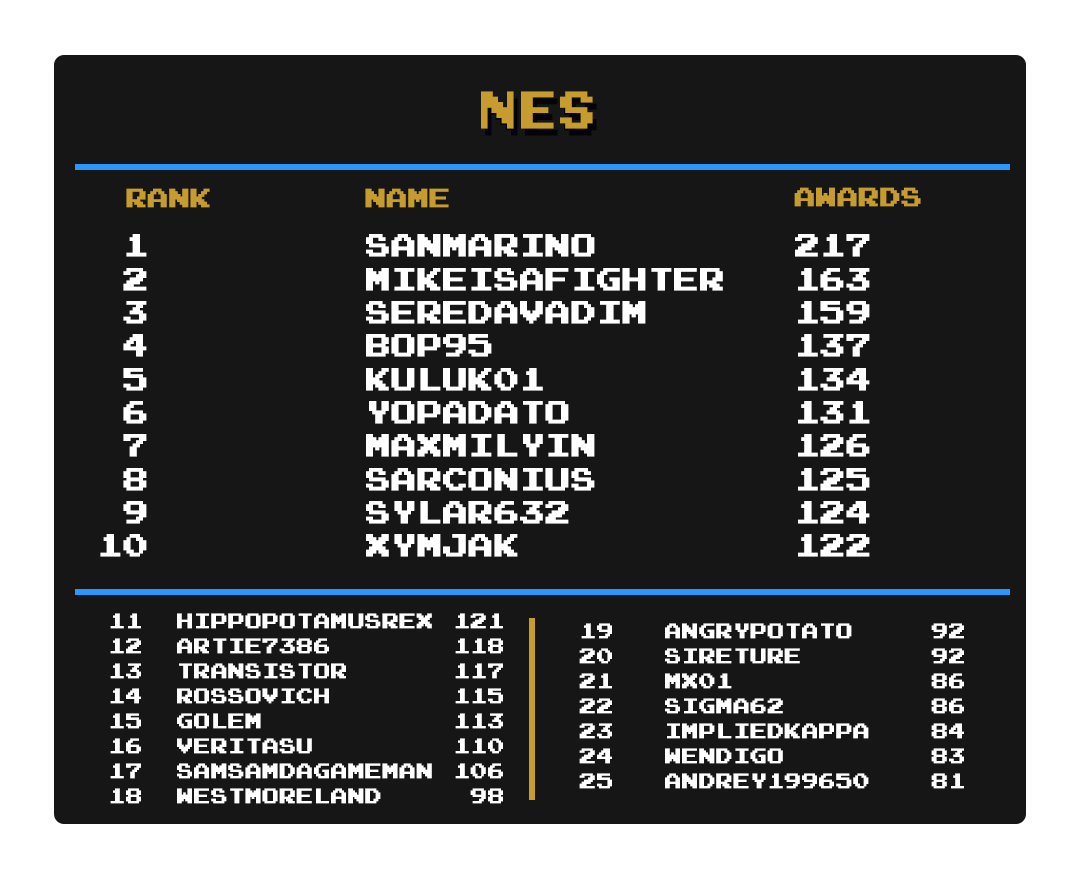 NES
RANK NAME AWARDS
1 SANMARINO 217
2 MIKEISAFIGHTER 163
3 SEREDAVADIM 159
4 BOP95 137
5 KULUK01 134
6 YOPADATO 131
7 MAXMILYIN 126
8 SARCONIUS 125
9 SYLAR632 124
10 XYMJAK 122
11 HIPPOPOTAMUSREX 121
12 ARTIE7386 118
13 TRANSISTOR 117
14 ROSSOVICH 115
15 GOLEM 113
16 VERITASU 110
17 SAMSAMDAGAMEMAN 106
18 WESTMORELAND 98
19 ANGRYPOTATO 92
20 SIRETURE 92
21 MX01 86
22 SIGMA62 86
23 IMPLIEDKAPPA 84
24 WENDIGO 83
25 ANDREY199650 81